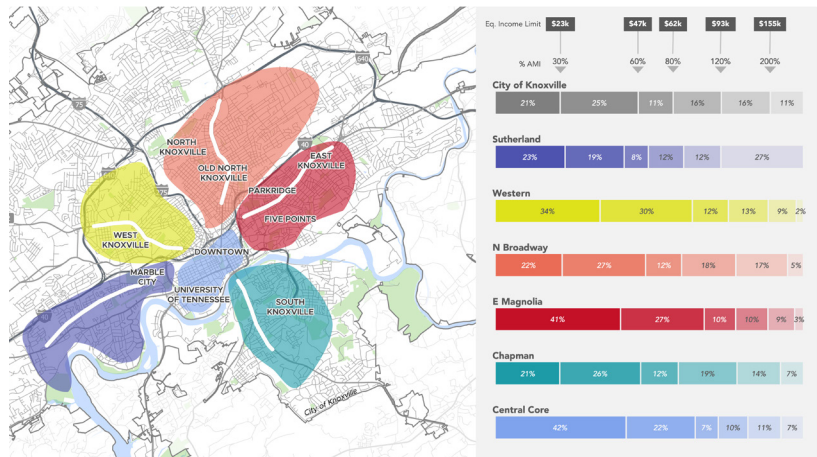 640
75
NORTH
KNOXVILLE
40
EAST
KNOXVILLE
OLD NORTH
KNOXVILLE
PARKRIDGE
75
FIVE POINTS
WEST
KNOXVILLE
DOWNTOWN
MARBLE
CITY
UNIVERSITY
OF TENNESSEE
SOUTH
KNOXVILLE
City of Knoxville
Eq. Income Limit $23k $47k $62k $93k $155k
% AMI 30% 60% 80% 120% 200%
City of Knoxville
21% 25% 11% 16% 16% 11%
Sutherland
23% 19% 8% 12% 12% 27%
Western
34% 30% 12% 13% 9% 2%
N Broadway
22% 27% 12% 18% 17% 5%
E Magnolia
41% 27% 10% 10% 9% 3%
Chapman
21% 26% 12% 19% 14% 7%
Central Core
42% 22% 7% 10% 11% 7%